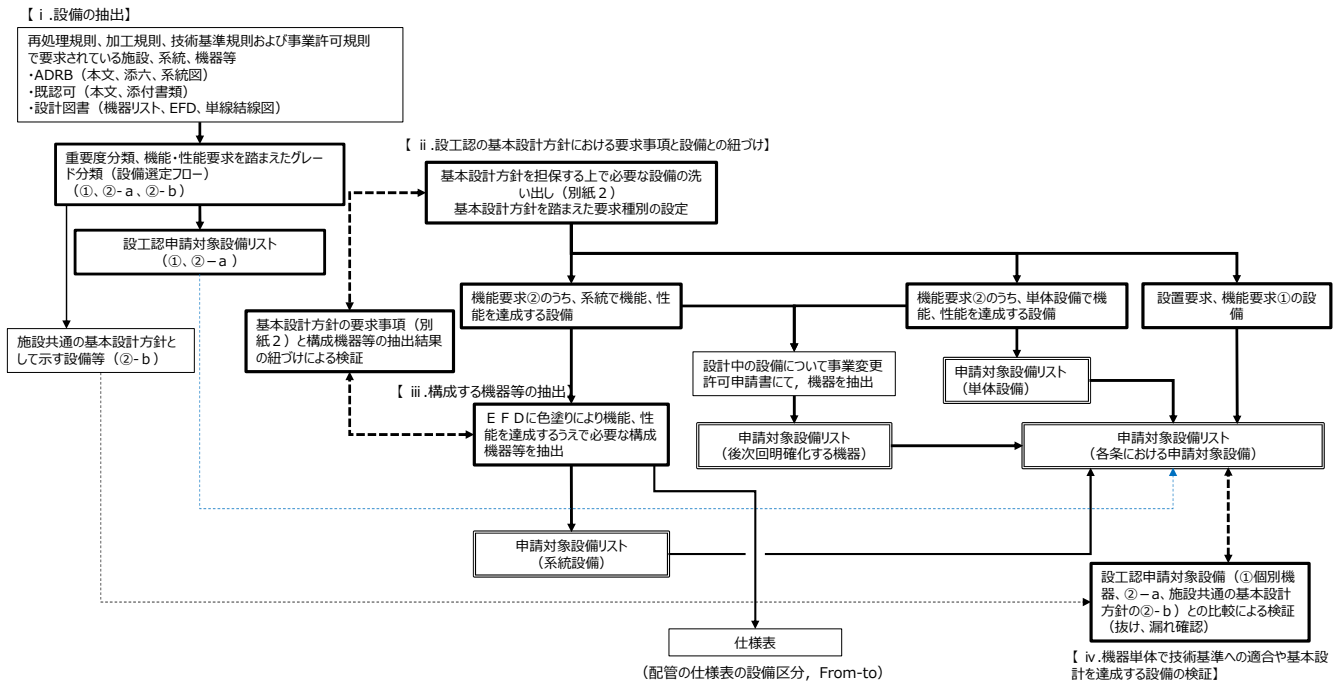 【ⅰ.設備の抽出】
再処理規則、加工規則、技術基準規則および事業許可規則
で要求されている施設、系統、機器等
・ADRB（本文、添六、系統図）
・既認可（本文、添付書類）
・設計図書（機器リスト、EFD、単線結線図）
重要度分類、機能・性能要求を踏まえたグレー
ド分類（設備選定フロー）
（①、②-a、②-b）
設工認申請対象設備リスト
（①、②−a）
施設共通の基本設計方針と
して示す設備等（②-b）
【 ⅱ.設工認の基本設計方針における要求事項と設備との紐づけ】
基本設計方針を担保する上で必要な設備の洗
い出し（別紙２）
基本設計方針を踏まえた要求種別の設定
機能要求②のうち、系統で機能、性
能を達成する設備
機能要求②のうち、単体設備で機
能、性能を達成する設備
設置要求、機能要求①の設
備
基本設計方針の要求事項（別
紙２）と構成機器等の抽出結果
の紐づけによる検証
設計中の設備について事業変更
許可申請書にて，機器を抽出
申請対象設備リスト
（単体設備）
【 ⅲ.構成する機器等の抽出】
ＥＦＤに色塗りにより機能、性
能を達成するうえで必要な構成
機器等を抽出
申請対象設備リスト
（後次回明確化する機器）
申請対象設備リスト
（各条における申請対象設備）
申請対象設備リスト
（系統設備）
設工認申請対象設備（①個別機
器、②−a、施設共通の基本設計
方針の②-b）との比較による検証
（抜け、漏れ確認）
仕様表
（配管の仕様表の設備区分，From-to）
【 ⅳ.機器単体で技術基準への適合や基本設
計を達成する設備の検証】